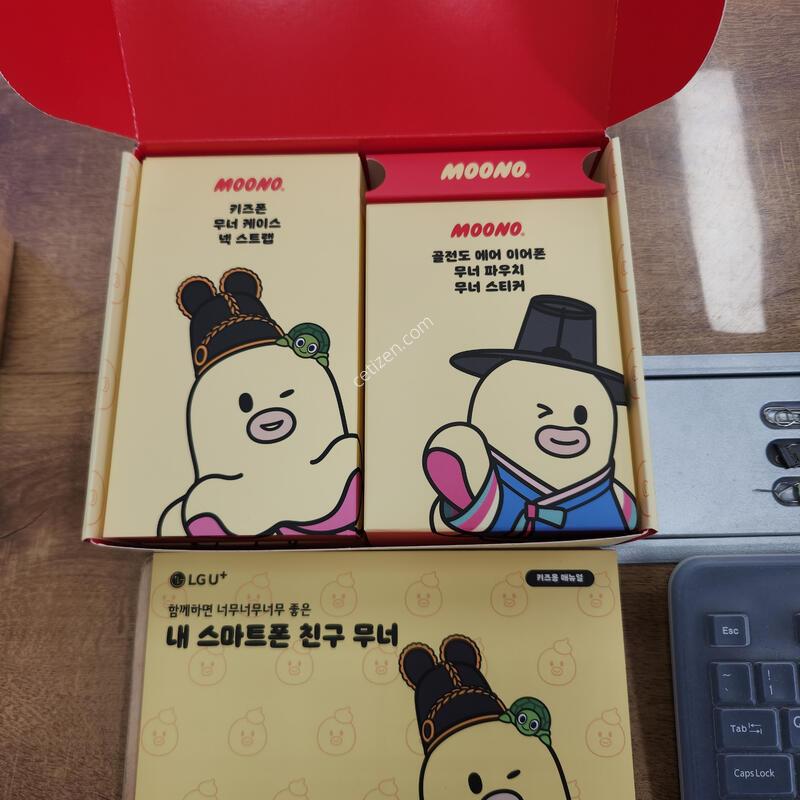 MOONO
키즈폰
무너 케이스
넥 스트랩
MOONO
MOONO
골전도 에어 이어폰
무너 파우치
무너 스티커
cetizen.com
LG U+
키즈용 매뉴얼
함께하면 너무너무너무 좋은
내 스마트폰 친구 무너
Esc
~
!
1
Tab
Q
Caps Lock